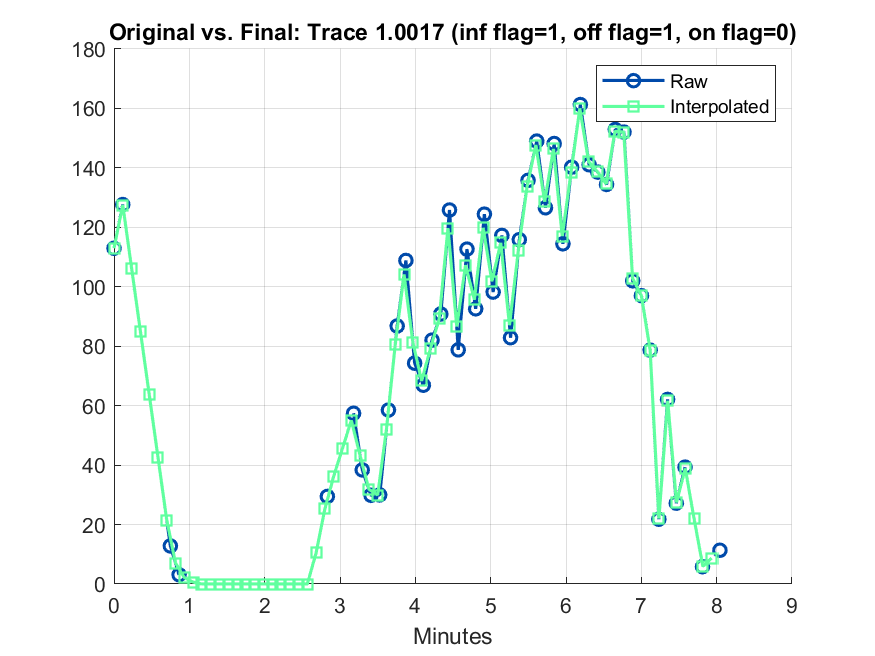 Original vs. Final: Trace 1.0017 (inf flag=1, off flag=1, on flag=0)
180
160
140
120
100
80
60
40
20
0
Raw
Interpolated
0 1 2 3 4 5 6 7 8 9
Minutes